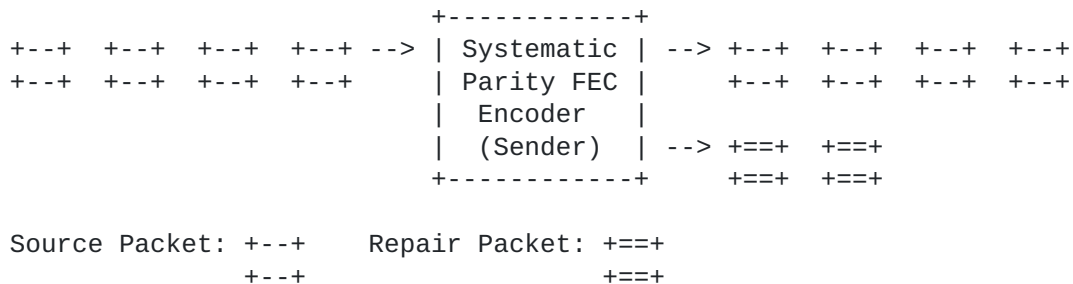 +------------+
+--+  +--+  +--+  +--+ --> | Systematic | --> +--+  +--+  +--+  +--+
+--+  +--+  +--+  +--+     | Parity FEC |     +--+  +--+  +--+  +--+
                           |  Encoder   |
                           |  (Sender)  | --> +==+  +==+
                           +------------+     +==+  +==+

Source Packet: +--+    Repair Packet: +==+
               +--+                   +==+